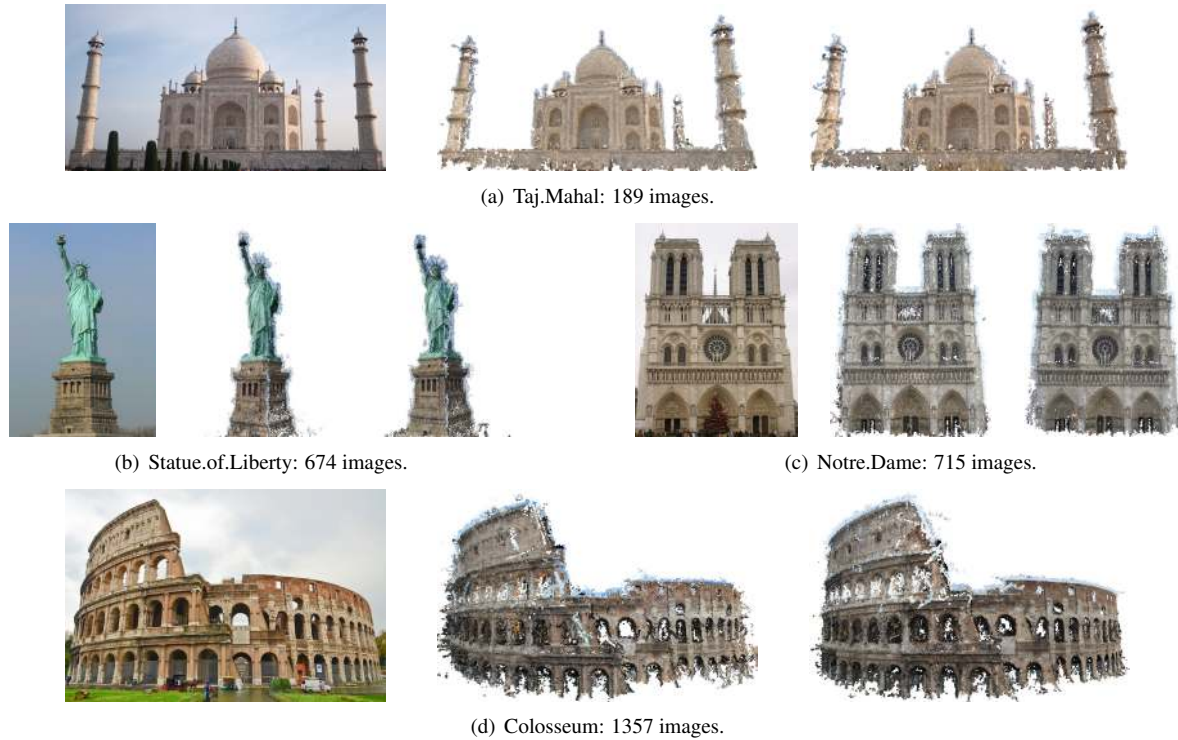 (a) Taj.Mahal: 189 images.
(b) Statue.of.Liberty: 674 images.
(c) Notre.Dame: 715 images.
(d) Colosseum: 1357 images.